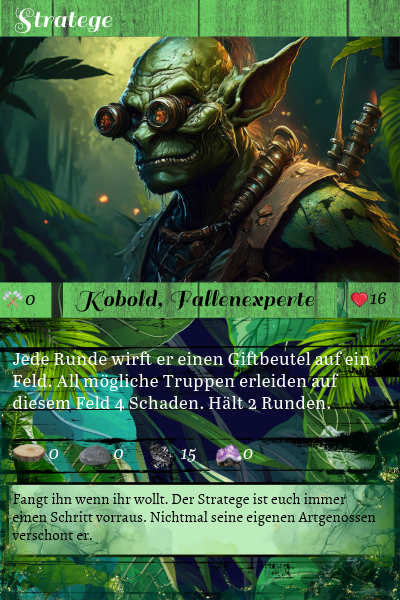 Stratege
0
Kobold, Fallenexperte
16
Jede Runde wirft er einen Giftbeutel auf ein
Feld. All mögliche Truppen erleiden auf
diesem Feld 4 Schaden. Hält 2 Runden.
0 0 15 0
Fangt ihn wenn ihr wollt. Der Stratege ist euch immer
einen Schritt vorraus. Nichtmal seine eigenen Artgenossen
verschont er.